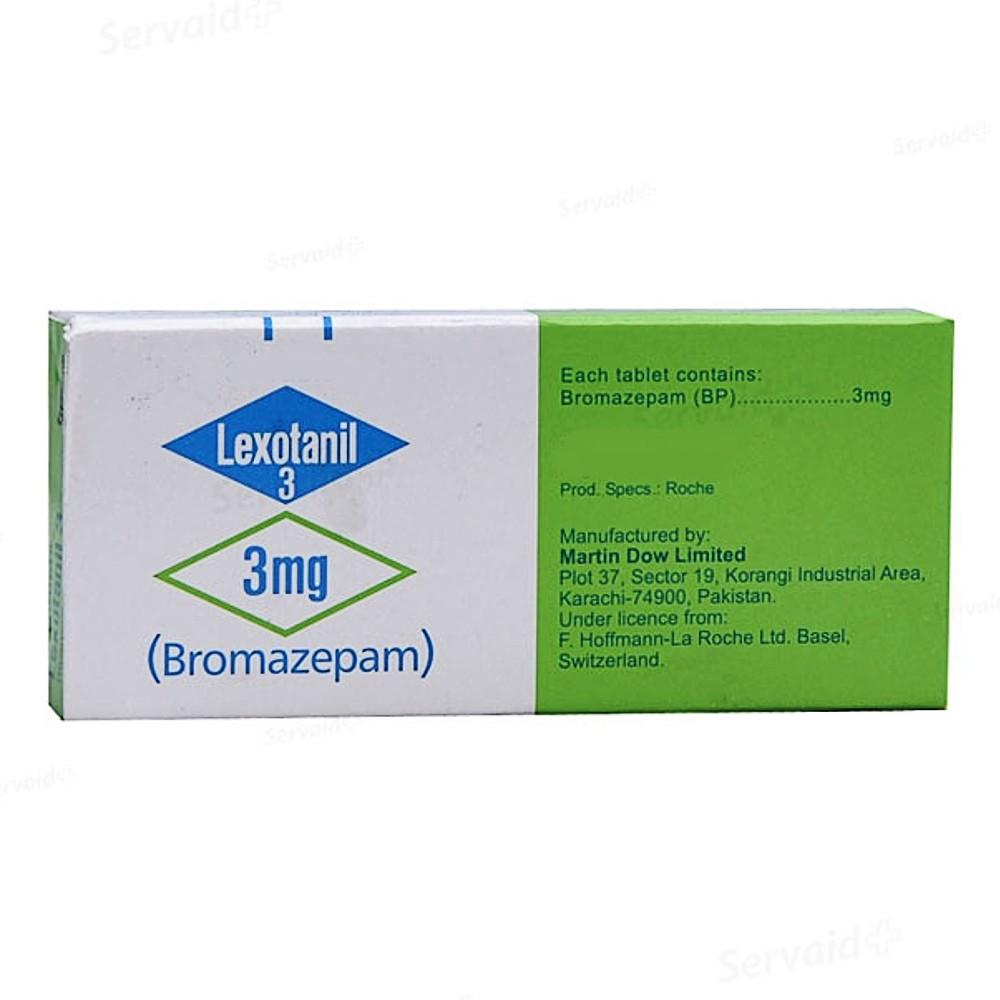 Servaid
Servaid
Servaid
Servaid
Lexotanil
3
3mg
(Bromazepam)
Each tablet contains:
Bromazepam (BP)..................3mg
Prod. Specs.: Roche
Manufactured by:
Martin Dow Limited
Plot 37, Sector 19, Korangi Industrial Area,
Karachi-74900, Pakistan.
Under licence from:
F. Hoffmann-La Roche Ltd. Basel,
Switzerland.
Servaid
Servaid